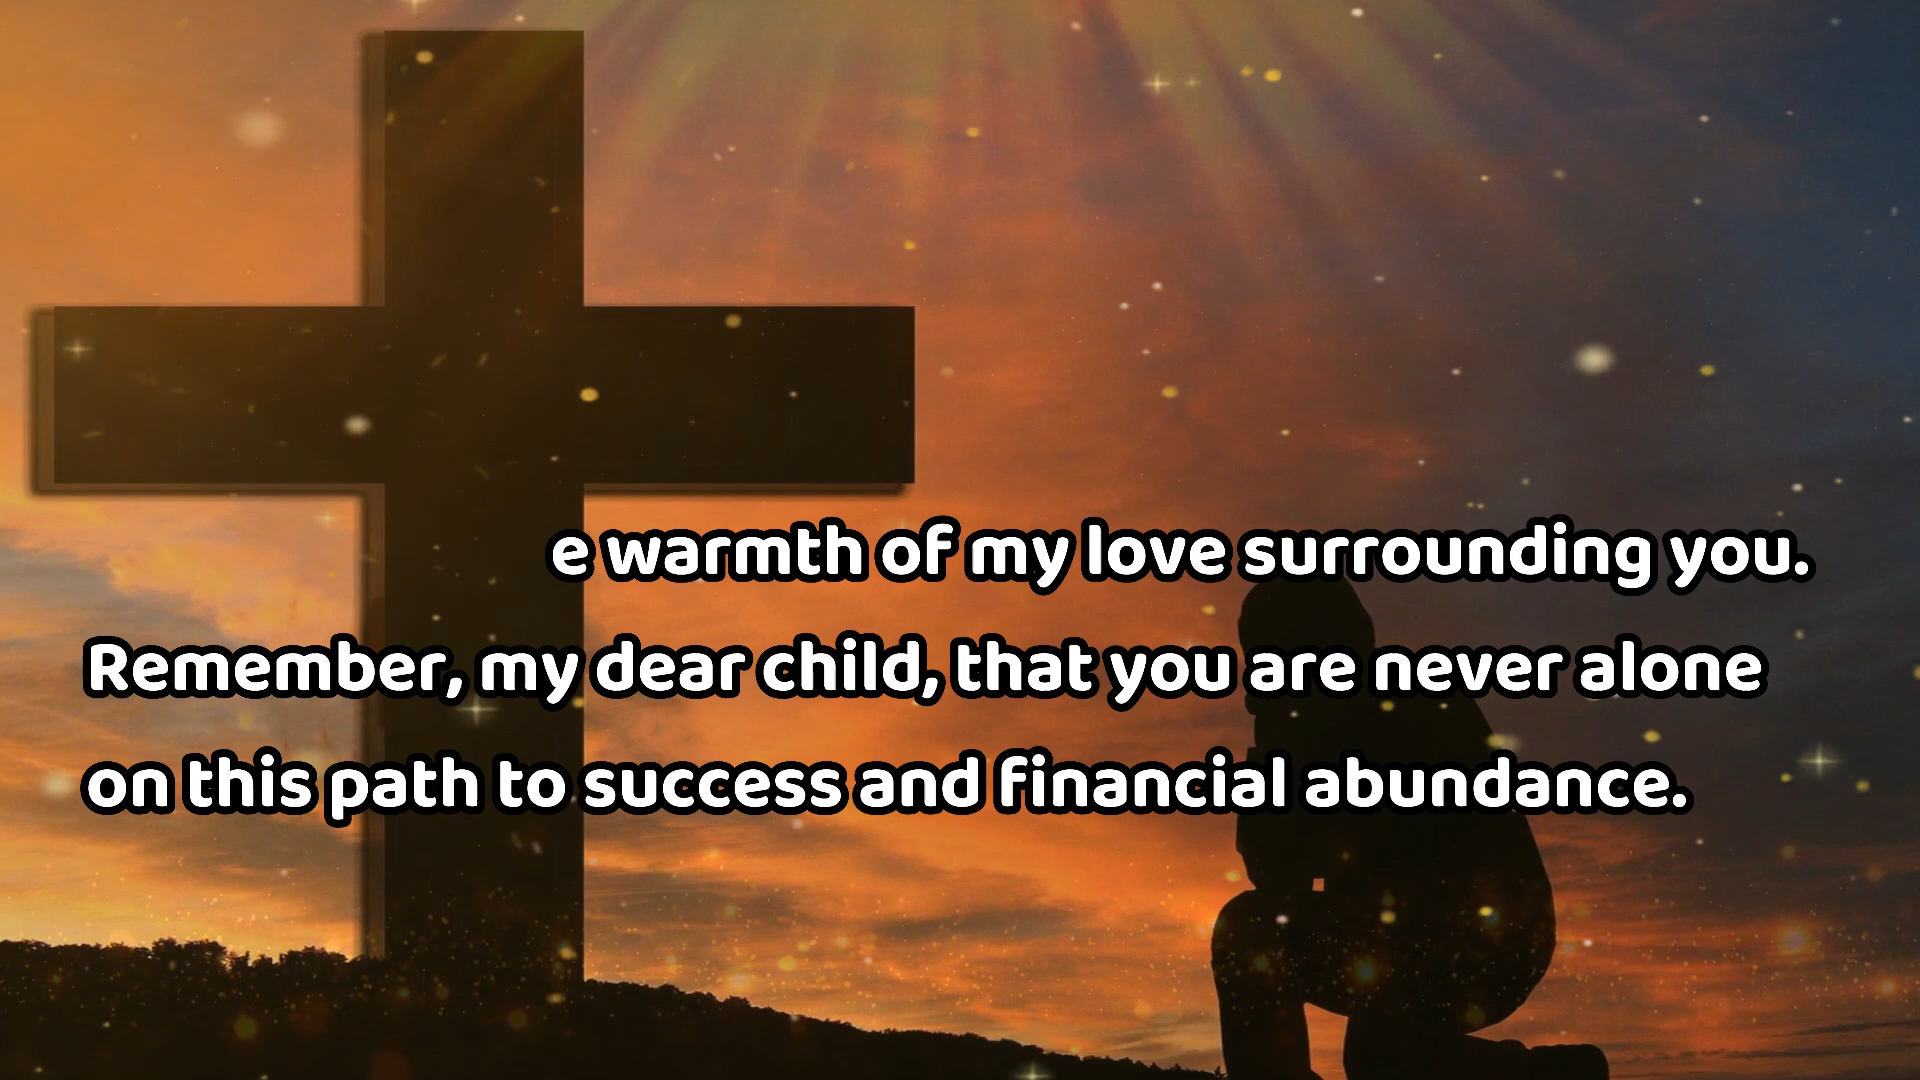 e warmth of my love surrounding you.
Remember, my dear child, that you are never alone
on this path to success and financial abundance.